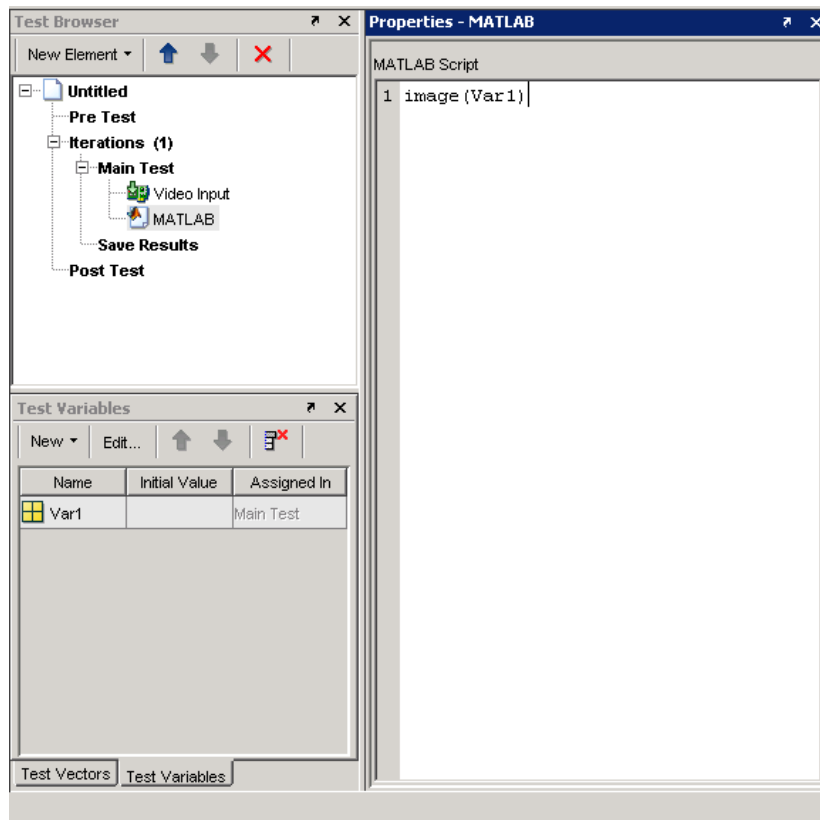 Test Browser
New Element
Untitled
Pre Test
Iterations (1)
Main Test
Video Input
MATLAB
Save Results
Post Test
Test Variables
New Edit...
Name Initial Value Assigned In
Var1 Main Test
Test Vectors Test Variables
Properties - MATLAB
MATLAB Script
1 image(Var1)